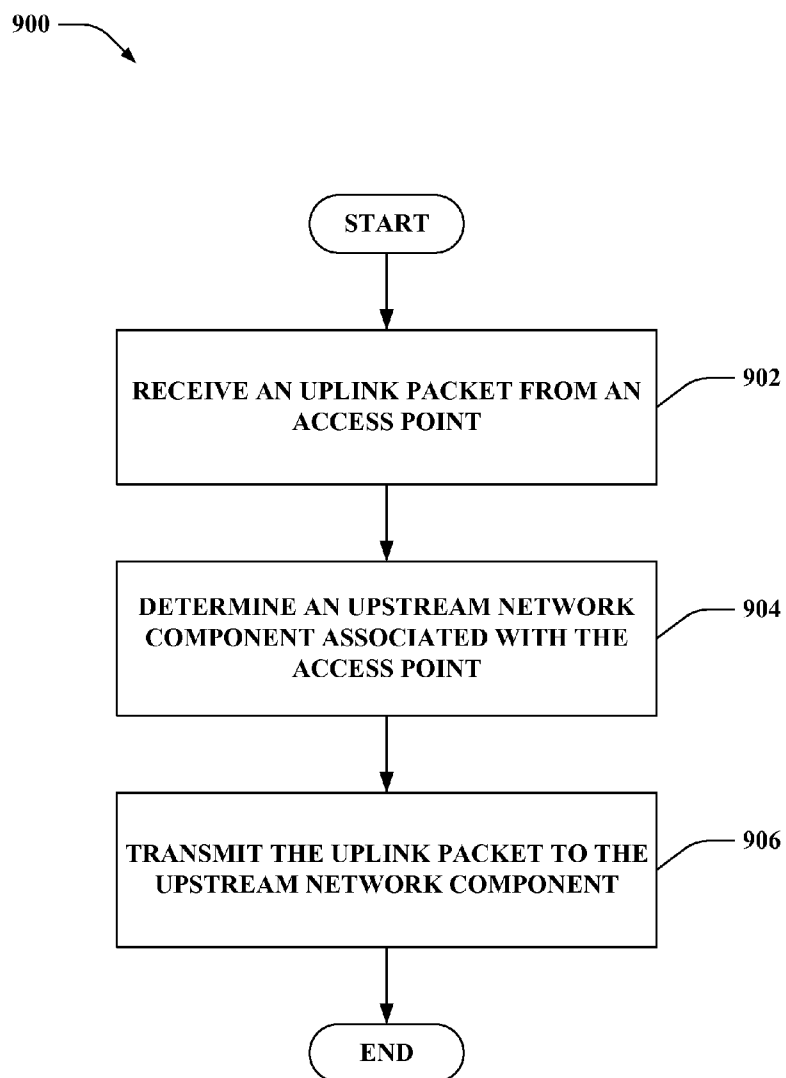 900
START
RECEIVE AN UPLINK PACKET FROM AN
ACCESS POINT
902
DETERMINE AN UPSTREAM NETWORK
COMPONENT ASSOCIATED WITH THE
ACCESS POINT
904
TRANSMIT THE UPLINK PACKET TO THE
UPSTREAM NETWORK COMPONENT
906
END